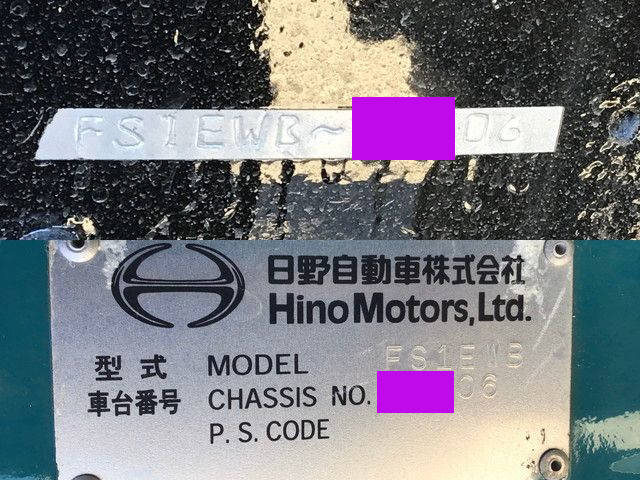 FS1EWB~ 06
日野自動車株式会社
Hino Motors, Ltd.
型式 MODEL FS1EWB
車台番号 CHASSIS NO. 06
P. S. CODE